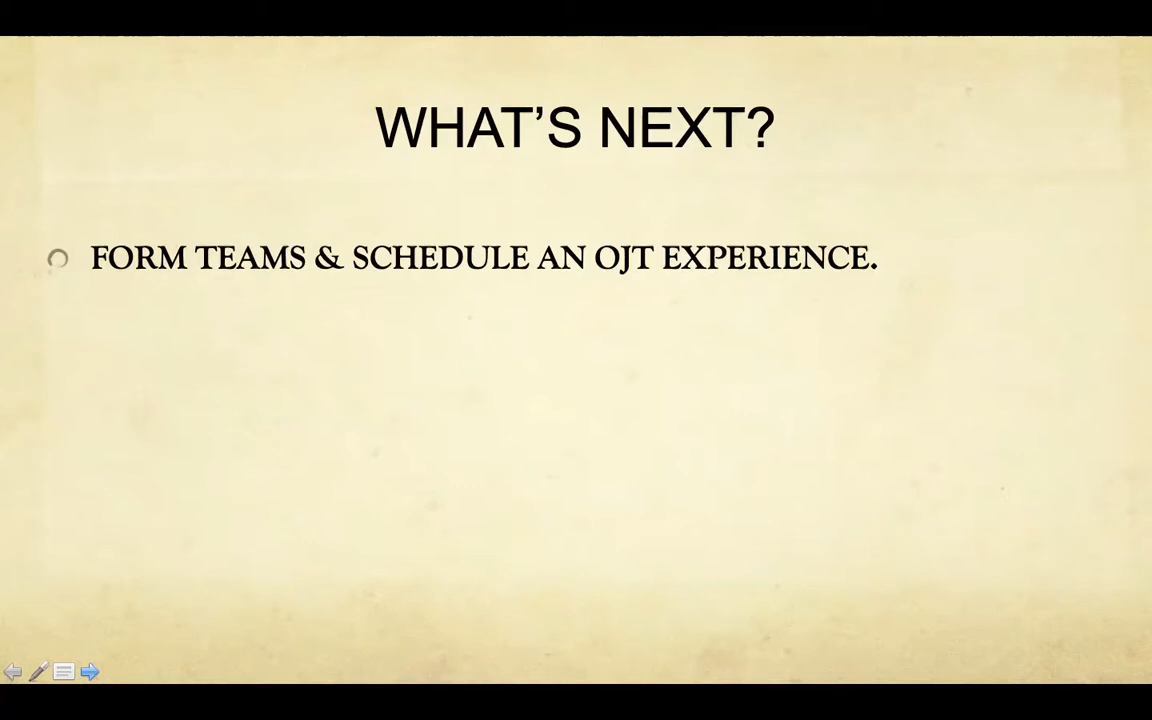 WHAT’S NEXT?
FORM TEAMS & SCHEDULE AN OJT EXPERIENCE.